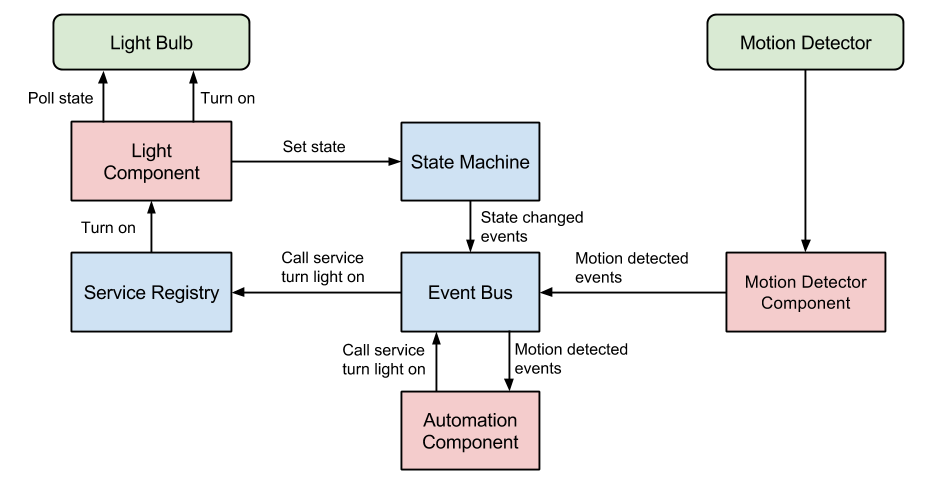 Light Bulb
Motion Detector
Poll state
Turn on
Light
Component
Set state
State Machine
Turn on
State changed
events
Service Registry
Call service
turn light on
Event Bus
Motion detected
events
Motion Detector
Component
Call service
turn light on
Motion detected
events
Automation
Component